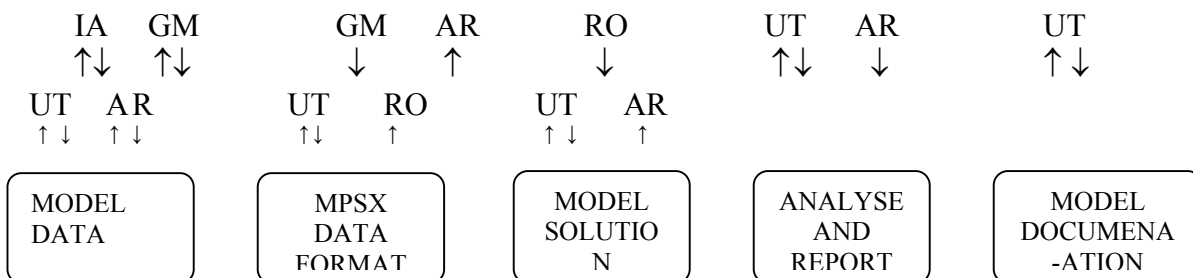 IA GM GM AR RO UT AR UT
↑↓ ↑↓ ↓ ↑ ↓ ↑↓ ↓ ↑ ↓
UT AR UT RO UT AR
↑ ↓ ↑ ↓ ↑↓ ↑ ↑ ↓ ↑
MODEL
DATA
MPSX
DATA
FORMAT
MODEL
SOLUTIO
N
ANALYSE
AND
REPORT
MODEL
DOCUMENA
-ATION